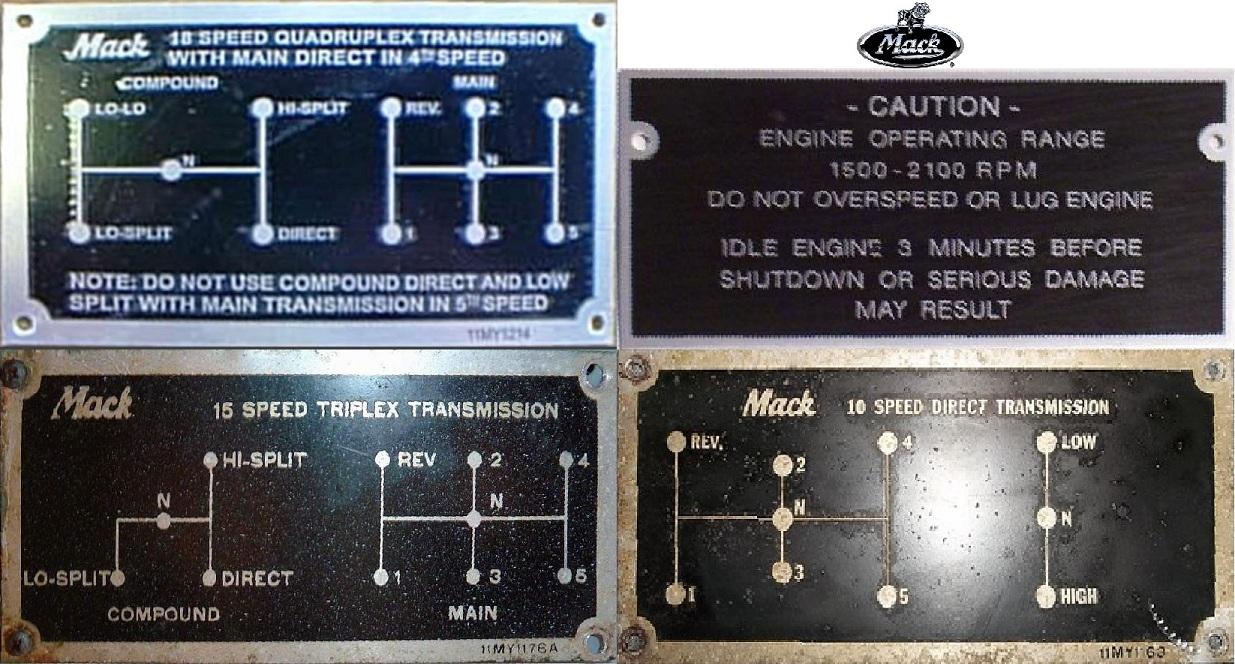 Mack 18 SPEED QUADRUPLEX TRANSMISSION
WITH MAIN DIRECT IN 4TH SPEED
COMPOUND MAIN
LO-LO HI-SPLIT REV. 2 4
N N
LO-SPLIT DIRECT 1 3 5
NOTE: DO NOT USE COMPOUND DIRECT AND LOW
SPLIT WITH MAIN TRANSMISSION IN 5TH SPEED
Mack
- CAUTION -
ENGINE OPERATING RANGE
1500-2100 RPM
DO NOT OVERSPEED OR LUG ENGINE
IDLE ENGINE 3 MINUTES BEFORE
SHUTDOWN OR SERIOUS DAMAGE
MAY RESULT
Mack 15 SPEED TRIPLEX TRANSMISSION
HI-SPLIT REV 2 4
N N
LO-SPLIT DIRECT 1 3 5
COMPOUND MAIN
11MY1176A
Mack 10 SPEED DIRECT TRANSMISSION
REV. 4 LOW
2
N N
3
1 5 HIGH